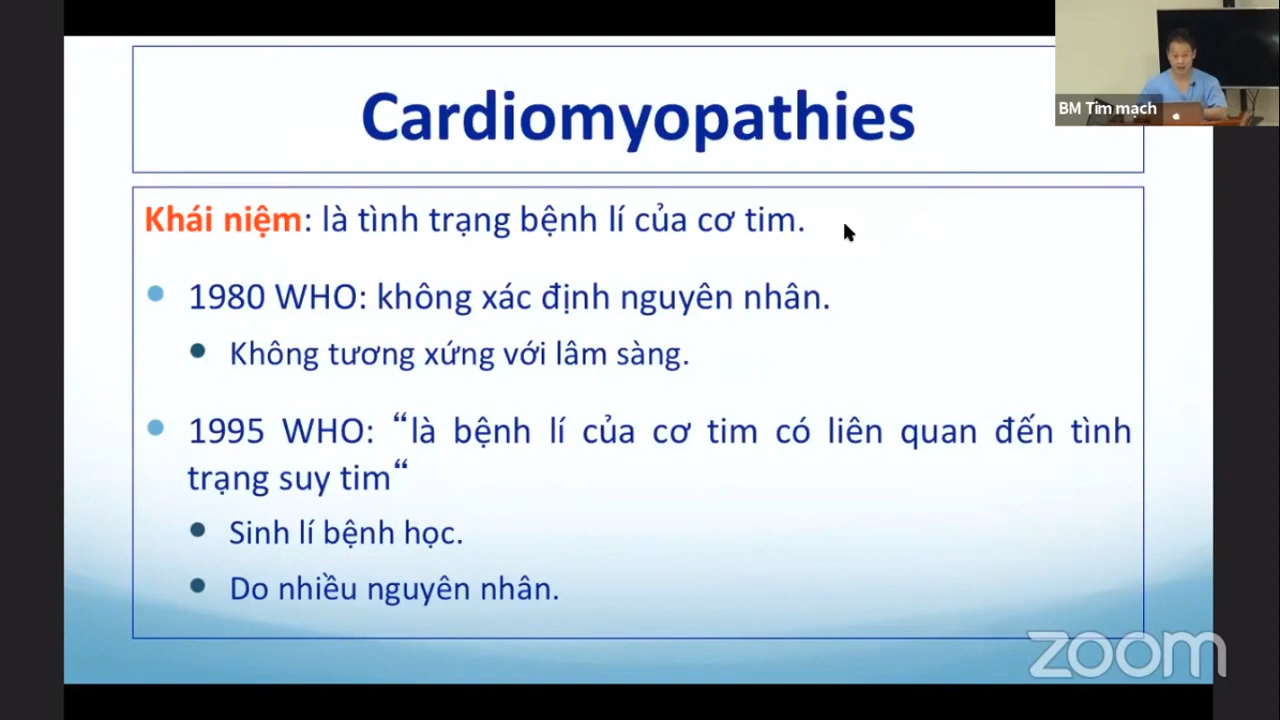 Cardiomyopathies
BM Tim mạch
Khái niệm: là tình trạng bệnh lí của cơ tim.
1980 WHO: không xác định nguyên nhân.
Không tương xứng với lâm sàng.
1995 WHO: “là bệnh lí của cơ tim có liên quan đến tình
trạng suy tim“
Sinh lí bệnh học.
Do nhiều nguyên nhân.
zoom